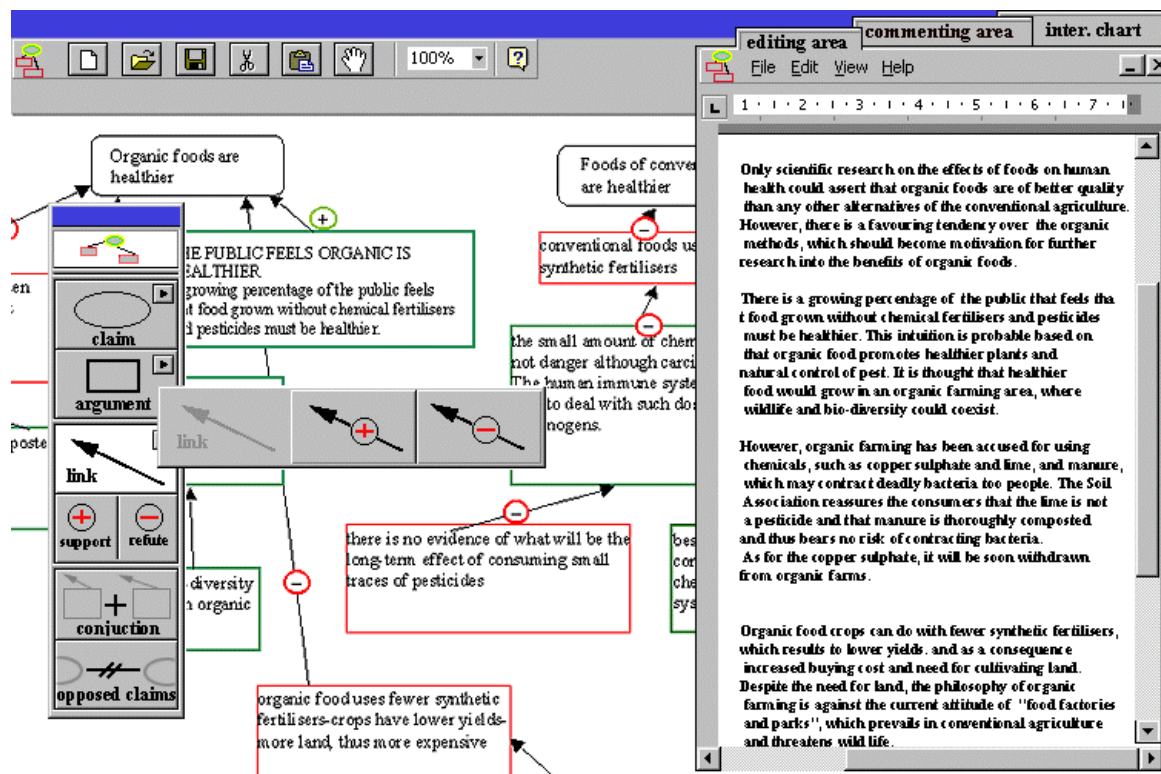 commenting area
inter. chart
editing area
100%
File Edit View Help
1 2 3 4 5 6 7
Organic foods are
healthier
Foods of conven
are healthier
THE PUBLIC FEELS ORGANIC IS
HEALTHIER
growing percentage of the public feels
t food grown without chemical fertilisers
d pesticides must be healthier.
conventional foods us
synthetic fertilisers
the small amount of chem
not danger although carci
The human immune syste
to deal with such do
nogens.
there is no evidence of what will be the
long-term effect of consuming small
traces of pesticides
bes
con
che
sys
en
poste
diversity
n organic
organic food uses fewer synthetic
fertilisers-crops have lower yields-
more land, thus more expensive
claim
argument
link
support
refute
conjuction
opposed claims
link
Only scientific research on the effects of foods on human
health could assert that organic foods are of better quality
than any other alternatives of the conventional agriculture.
However, there is a favouring tendency over the organic
methods, which should become motivation for further
research into the benefits of organic foods.
There is a growing percentage of the public that feels tha
t food grown without chemical fertilisers and pesticides
must be healthier. This intuition is probable based on
that organic food promotes healthier plants and
natural control of pest. It is thought that healthier
food would grow in an organic farming area, where
wildlife and bio-diversity could coexist.
However, organic farming has been accused for using
chemicals, such as copper sulphate and lime, and manure,
which may contract deadly bacteria too people. The Soil
Association reassures the consumers that the lime is not
a pesticide and that manure is thoroughly composted
and thus bears no risk of contracting bacteria.
As for the copper sulphate, it will be soon withdrawn
from organic farms.
Organic food crops can do with fewer synthetic fertilisers,
which results to lower yields. and as a consequence
increased buying cost and need for cultivating land.
Despite the need for land, the philosophy of organic
farming is against the current attitude of "food factories
and parks", which prevails in conventional agriculture
and threatens wild life.